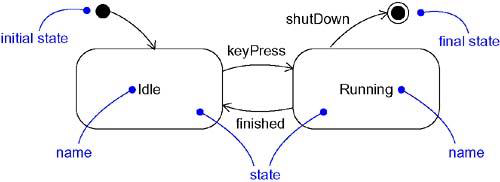 shutDown
initial state
final state
keyPress
Idle
Running
finished
name
state
name